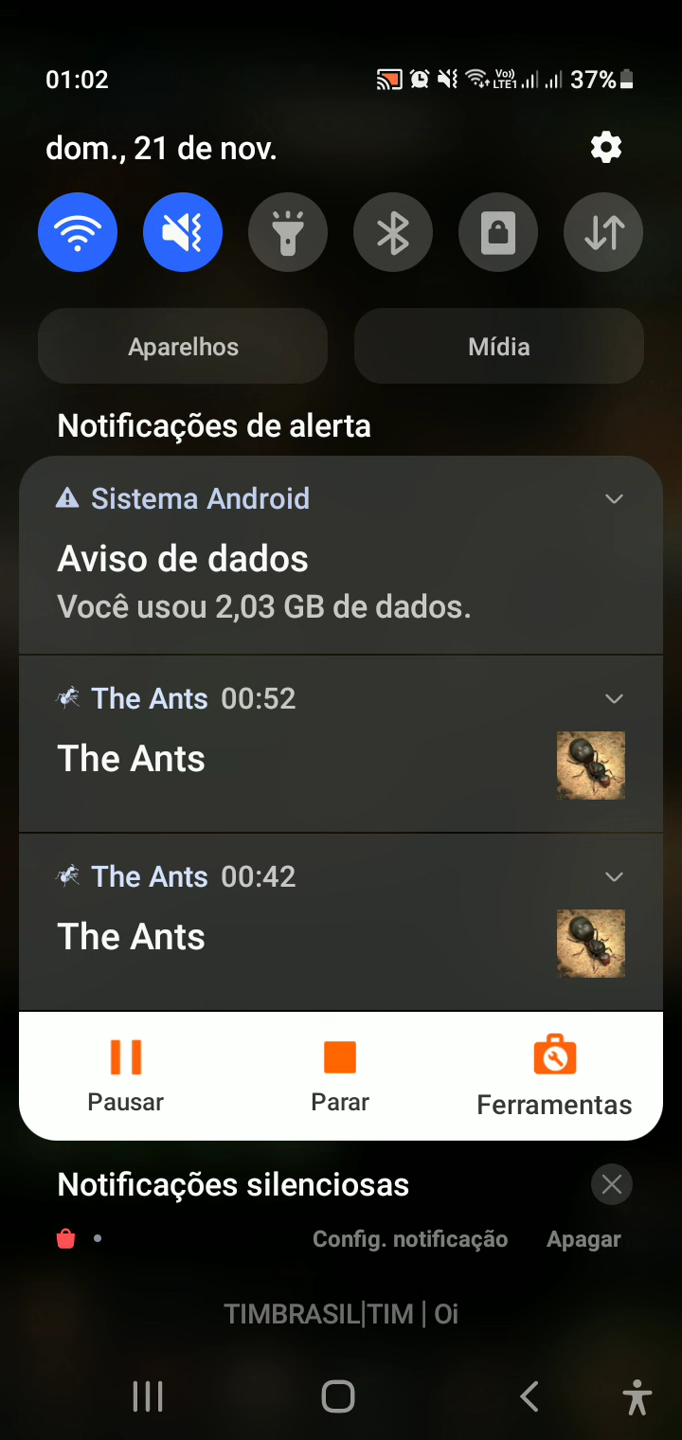 01:02
Vo)) LTE1 37%
dom., 21 de nov.
Aparelhos
Mídia
Notificações de alerta
Sistema Android
Aviso de dados
Você usou 2,03 GB de dados.
The Ants 00:52
The Ants
The Ants 00:42
The Ants
Pausar
Parar
Ferramentas
Notificações silenciosas
Config. notificação
Apagar
TIMBRASIL|TIM | Oi